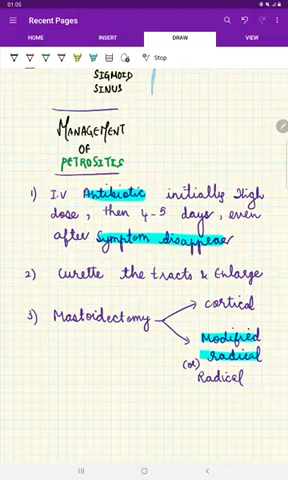 01:05
Recent Pages
HOME INSERT DRAW VIEW
Stop
SIGMOID
SINUS
MANAGEMENT
OF
PETROSITIS
1) I.V Antibiotic initially High
dose, then 4-5 days, even
after Symptom disappear
2) Curette the tracts & Enlarge
3) Mastoidectomy
Cortical
Modified
radical
(or)
Radical